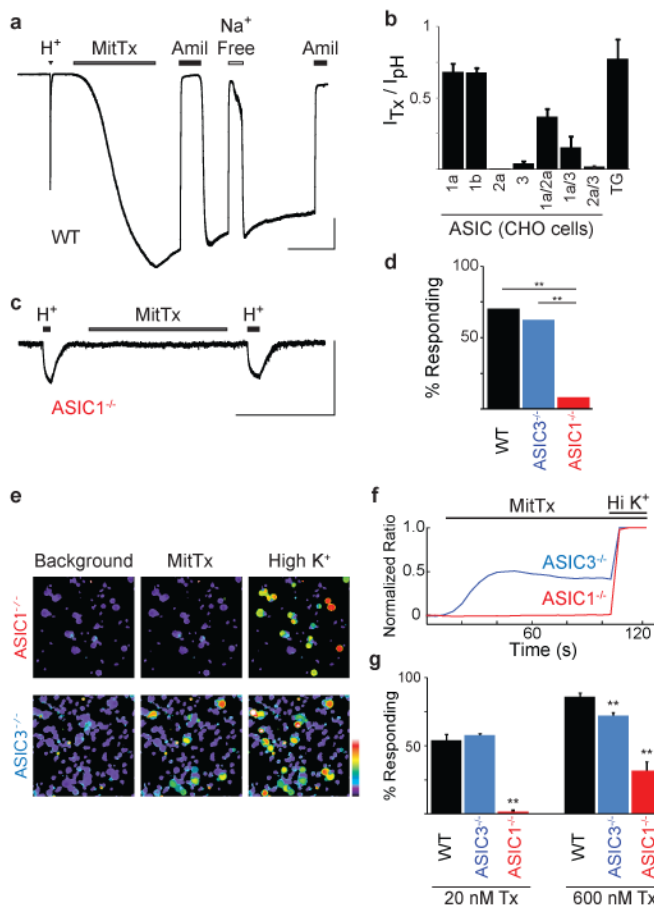 a
H+ MitTx Amil Na+ Free Amil
WT
b
ITx / IpH
0.5
0
1a 1b 2a 3 1a/2a 1a/3 2a/3 TG
ASIC (CHO cells)
c
H+ MitTx H+
ASIC1-/-
d
100
50
0
% Responding
**
**
WT ASIC3-/- ASIC1-/-
e
Background MitTx High K+
ASIC1-/-
ASIC3-/-
f
Hi K+
MitTx
Normalized Ratio
1.0
0.5
0
ASIC3-/-
ASIC1-/-
60 120
Time (s)
g
% Responding
100
50
0
**
**
**
WT ASIC3-/- ASIC1-/- WT ASIC3-/- ASIC1-/-
20 nM Tx 600 nM Tx